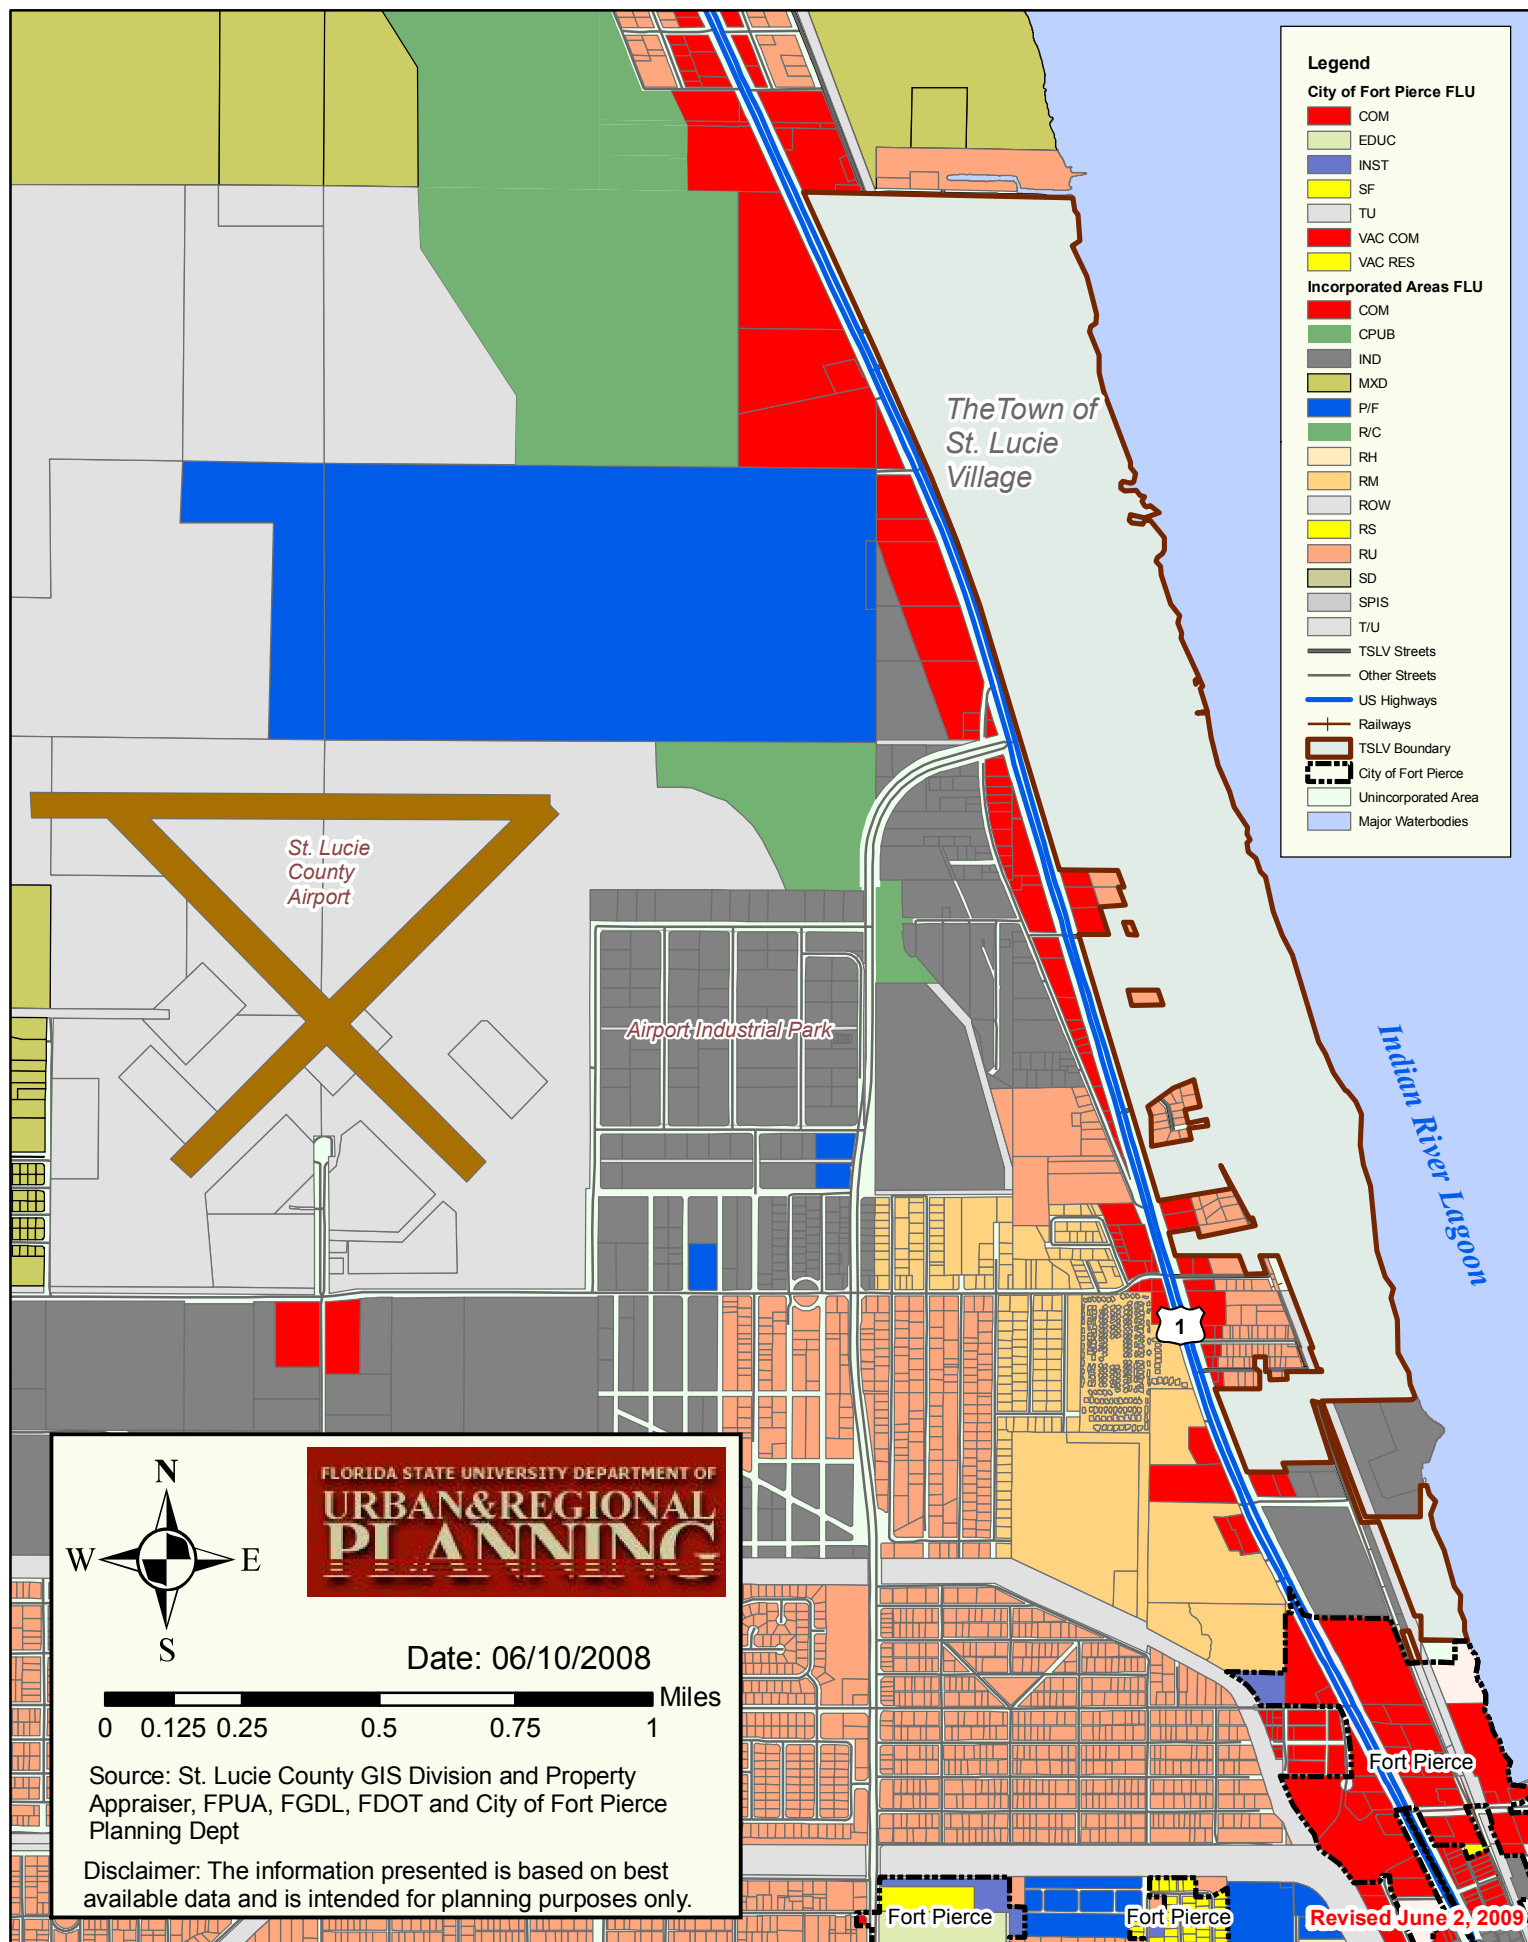 Legend
City of Fort Pierce FLU
COM
EDUC
INST
SF
TU
VAC COM
VAC RES
Incorporated Areas FLU
COM
CPUB
IND
MXD
P/F
R/C
RH
RM
ROW
RS
RU
SD
SPIS
T/U
TSLV Streets
Other Streets
US Highways
Railways
TSLV Boundary
City of Fort Pierce
Unincorporated Area
Major Waterbodies
TheTown of
St. Lucie
Village
St. Lucie
County
Airport
Airport Industrial Park
Indian River Lagoon
1
N
W
E
S
FLORIDA STATE UNIVERSITY DEPARTMENT OF
URBAN&REGIONAL
PLANNING
Date: 06/10/2008
Miles
0 0.125 0.25 0.5 0.75 1
Source: St. Lucie County GIS Division and Property
Appraiser, FPUA, FGDL, FDOT and City of Fort Pierce
Planning Dept
Disclaimer: The information presented is based on best
available data and is intended for planning purposes only.
Fort Pierce
Fort Pierce
Fort Pierce
Revised June 2, 2009